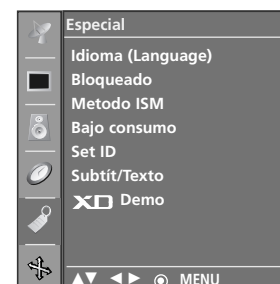 Especial
Idioma (Language)
Bloqueado
Metodo ISM
Bajo consumo
Set ID
Subtít/Texto
XD Demo
MENU